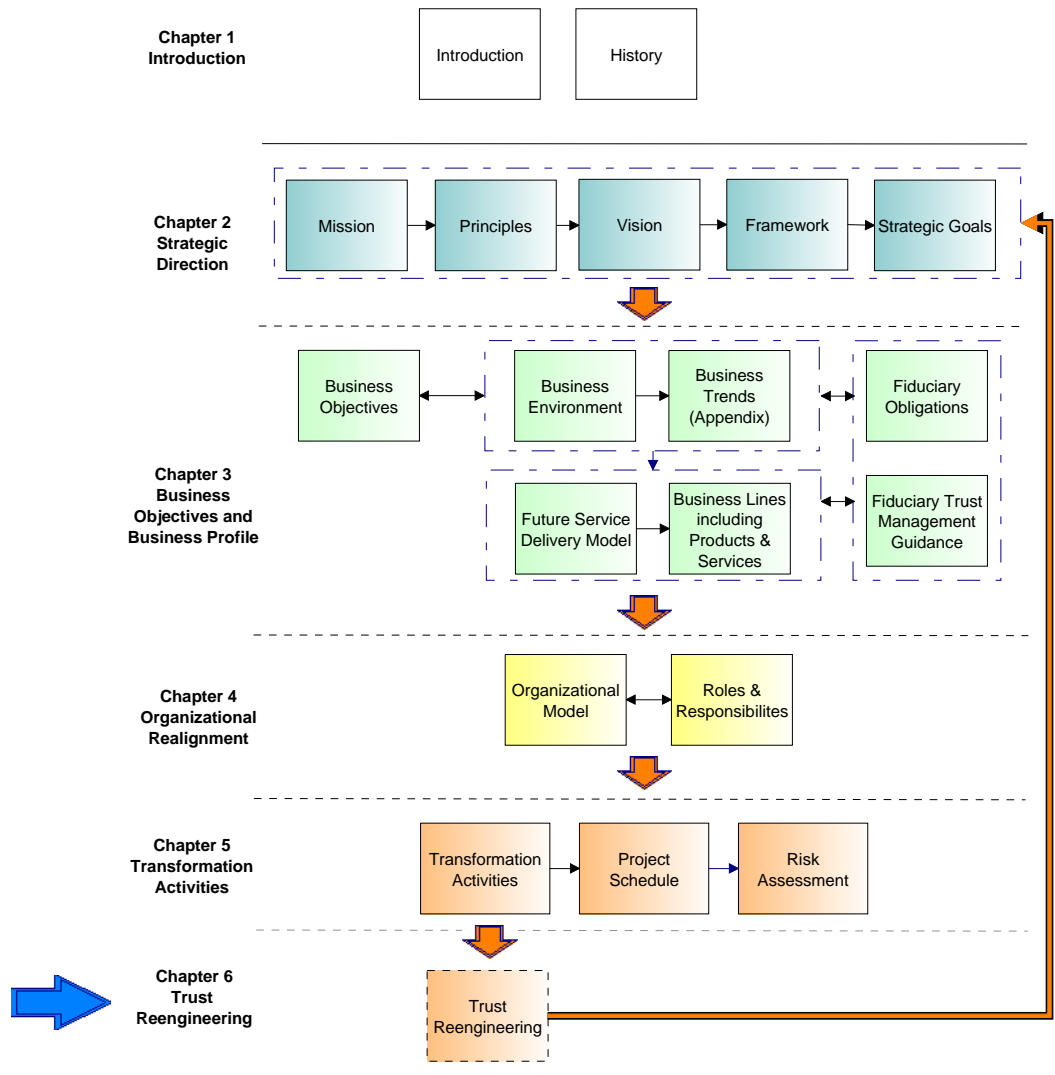 Chapter 1
Introduction
Introduction
History
Chapter 2
Strategic
Direction
Mission
Principles
Vision
Framework
Strategic Goals
Chapter 3
Business
Objectives and
Business Profile
Business
Objectives
Business
Environment
Business
Trends
(Appendix)
Fiduciary
Obligations
Future Service
Delivery Model
Business Lines
including
Products &
Services
Fiduciary Trust
Management
Guidance
Chapter 4
Organizational
Realignment
Organizational
Model
Roles &
Responsibilites
Chapter 5
Transformation
Activities
Transformation
Activities
Project
Schedule
Risk
Assessment
Chapter 6
Trust
Reengineering
Trust
Reengineering